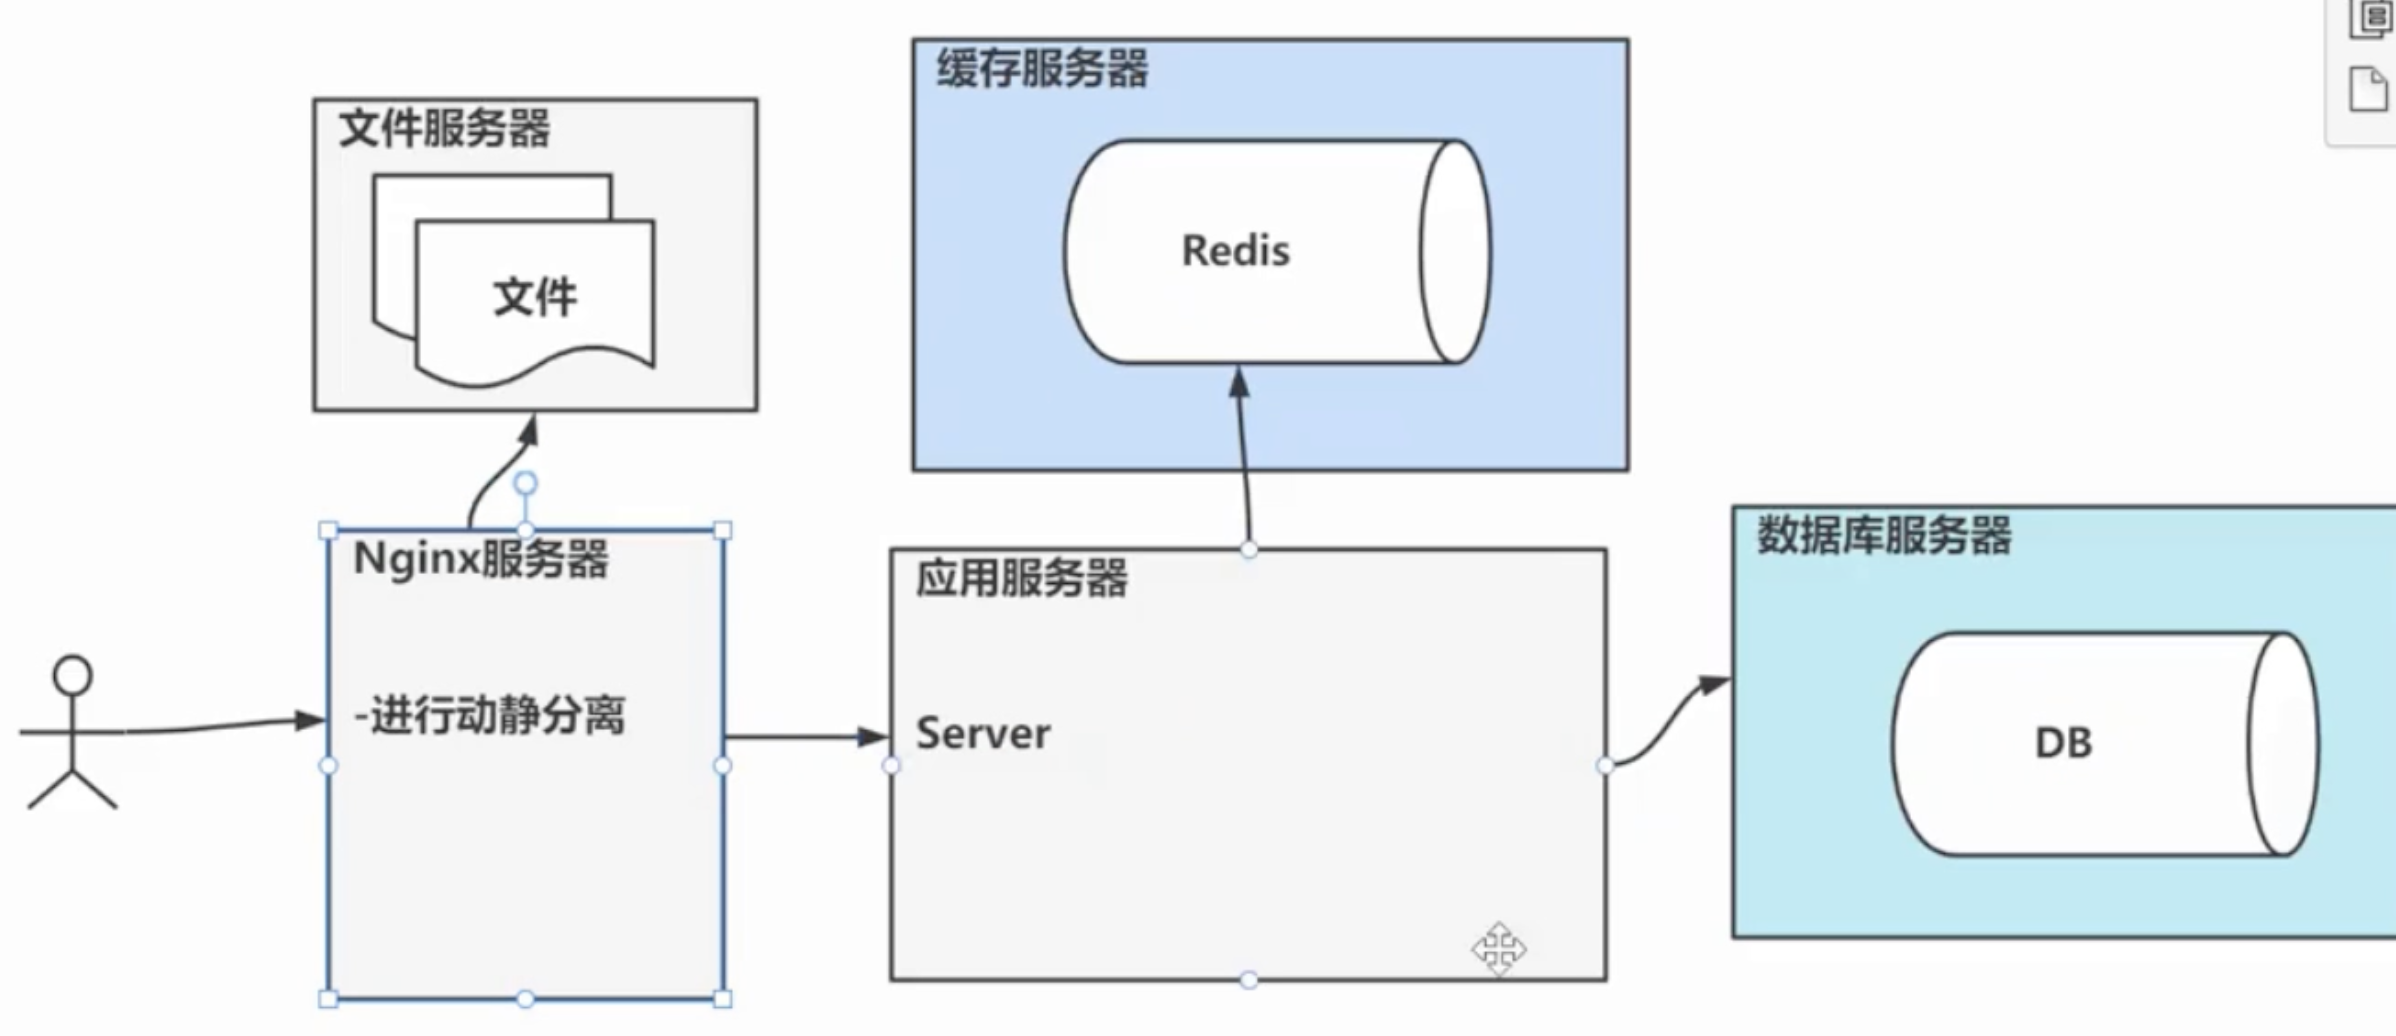 缓存服务器
Redis
文件服务器
文件
Nginx服务器
-进行动静分离
应用服务器
Server
数据库服务器
DB